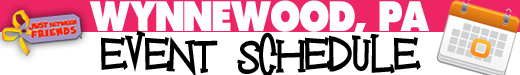 JUST BETWEEN
FRIENDS
WYNNEWOOD, PA
EVENT SCHEDULE